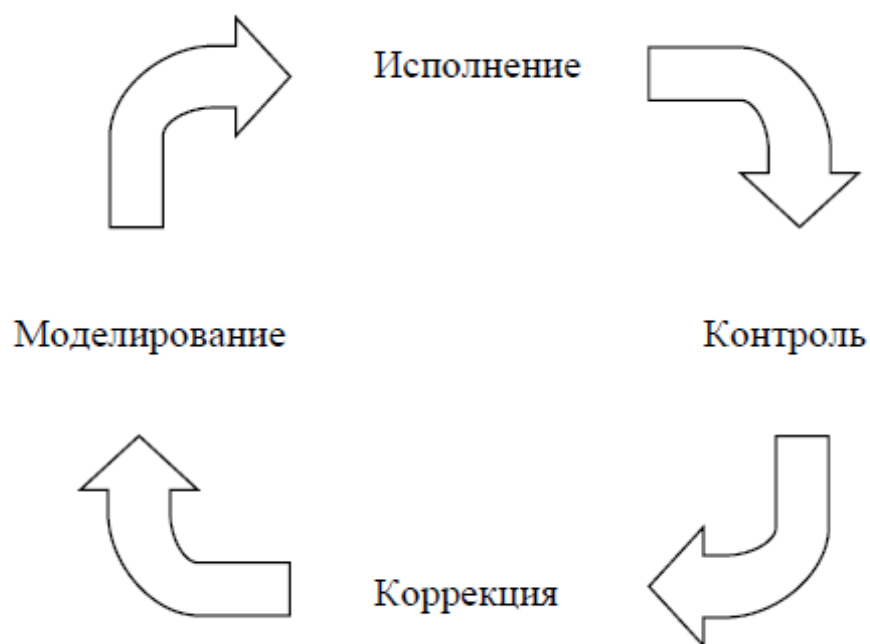 Исполнение
Моделирование
Контроль
Коррекция